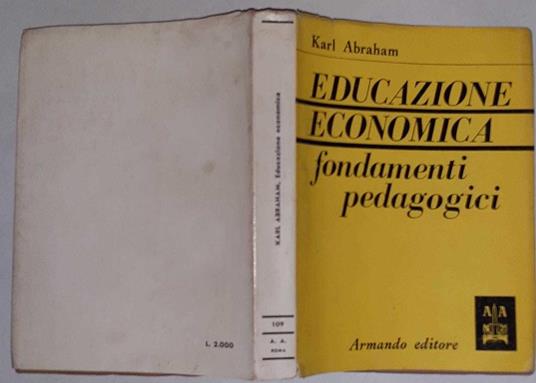 L. 2.000
KARL ABRAHAM, Educazione economica
109
A. A.
ROMA
Karl Abraham
EDUCAZIONE
ECONOMICA
fondamenti
pedagogici
A A
Armando editore